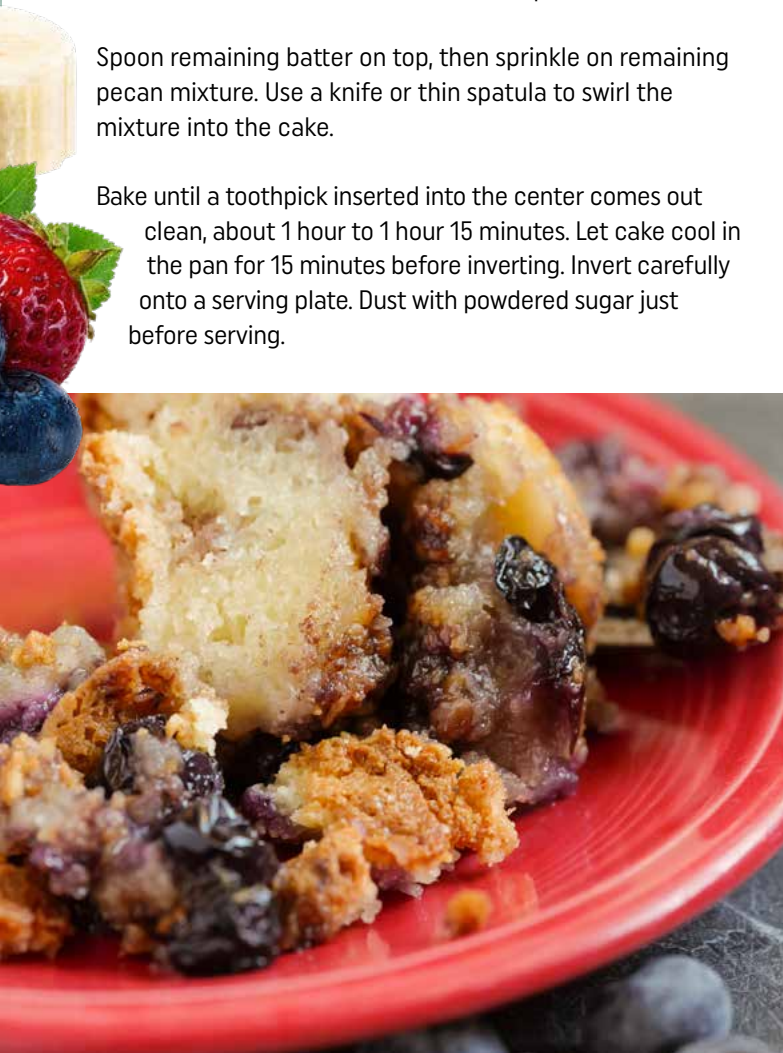 Spoon remaining batter on top, then sprinkle on remaining
pecan mixture. Use a knife or thin spatula to swirl the
mixture into the cake.
Bake until a toothpick inserted into the center comes out
clean, about 1 hour to 1 hour 15 minutes. Let cake cool in
the pan for 15 minutes before inverting. Invert carefully
onto a serving plate. Dust with powdered sugar just
before serving.